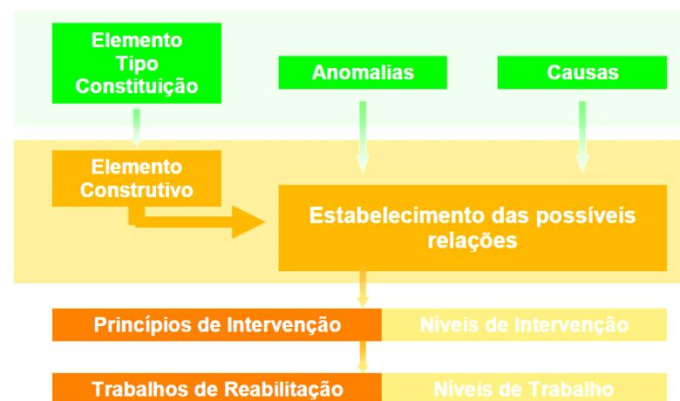 Elemento
Tipo
Constituição
Anomalias
Causas
Elemento
Construtivo
Estabelecimento das possíveis
relações
Princípios de Intervenção
Níveis de Intervenção
Trabalhos de Reabilitação
Níveis de Trabalho